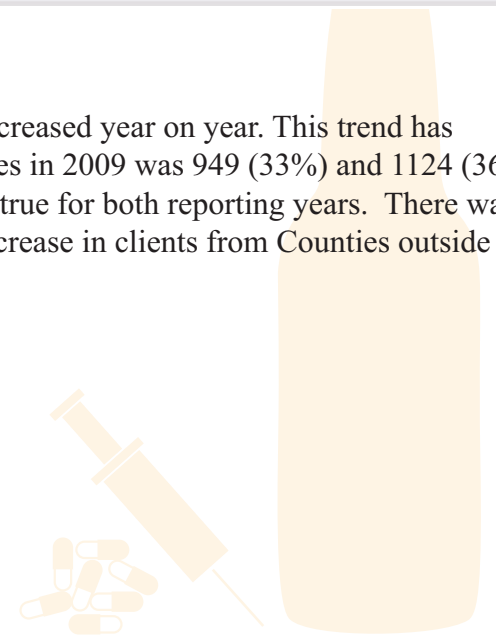 creased year on year. This trend has
es in 2009 was 949 (33%) and 1124 (36
true for both reporting years. There wa
crease in clients from Counties outside